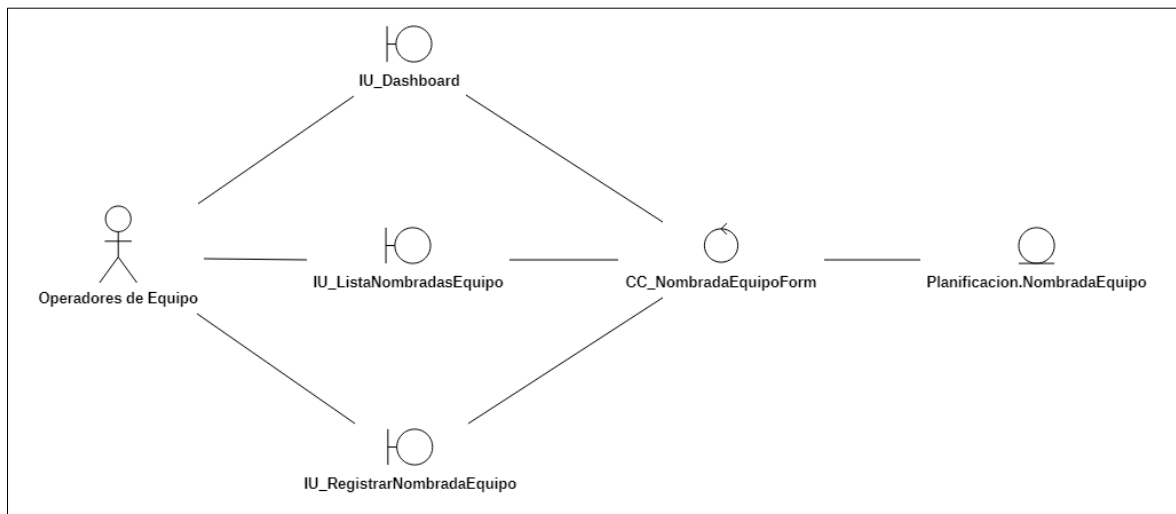 IU_Dashboard
Operadores de Equipo
IU_ListaNombradasEquipo
CC_NombradaEquipoForm
Planificacion.NombradaEquipo
IU_RegistrarNombradaEquipo